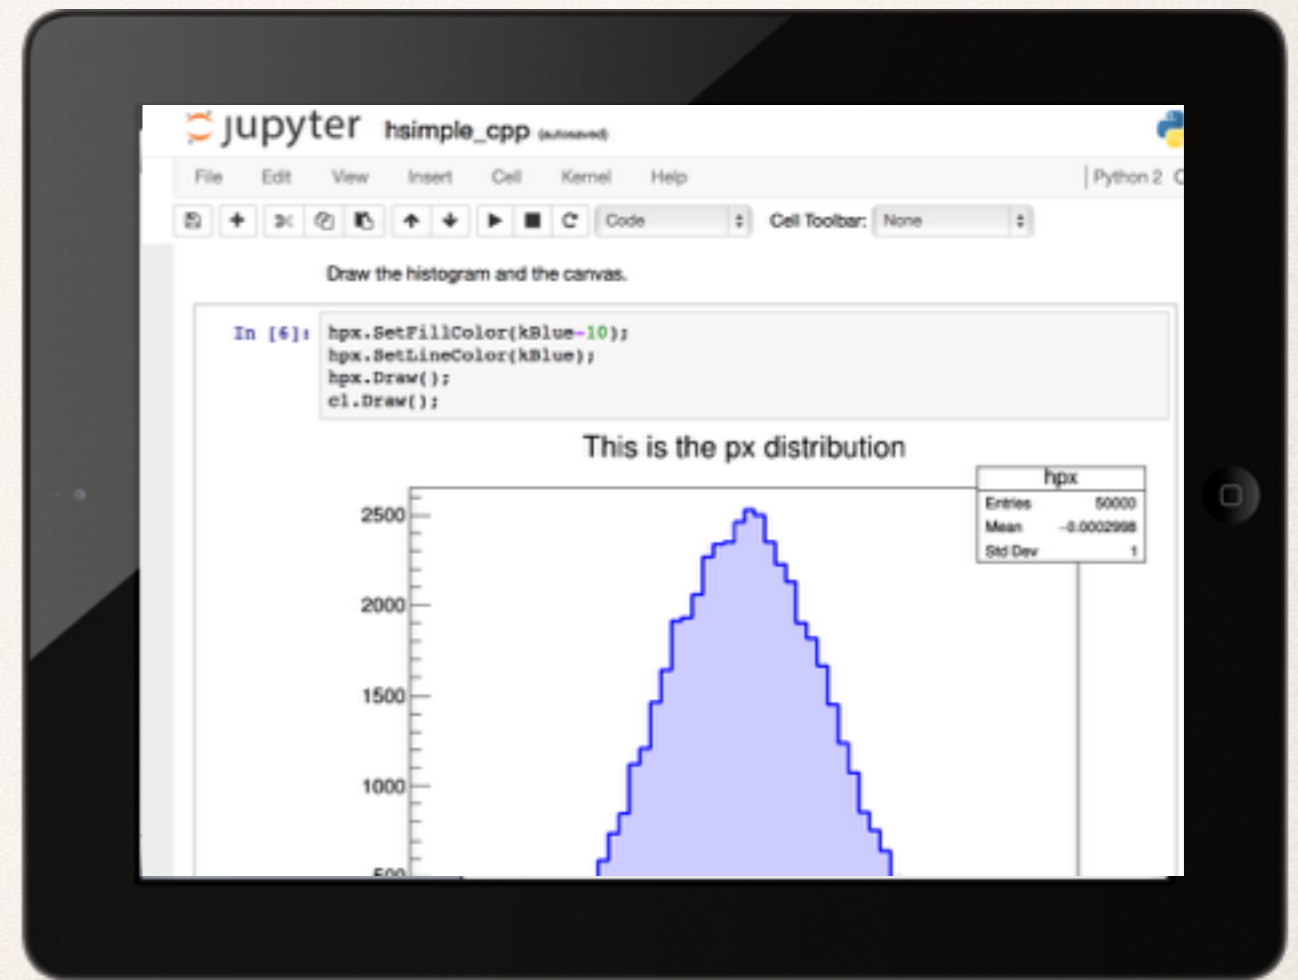 jupyter hsimple_cpp (autosaved)
File Edit View Insert Cell Kernel Help Python 2
Code Cell Toolbar: None
Draw the histogram and the canvas.
In [6]: hpx.SetFillColor(kBlue-10);
hpx.SetLineColor(kBlue);
hpx.Draw();
c1.Draw();
This is the px distribution
hpx
Entries 50000
Mean -0.0002998
Std Dev 1
2500
2000
1500
1000
500